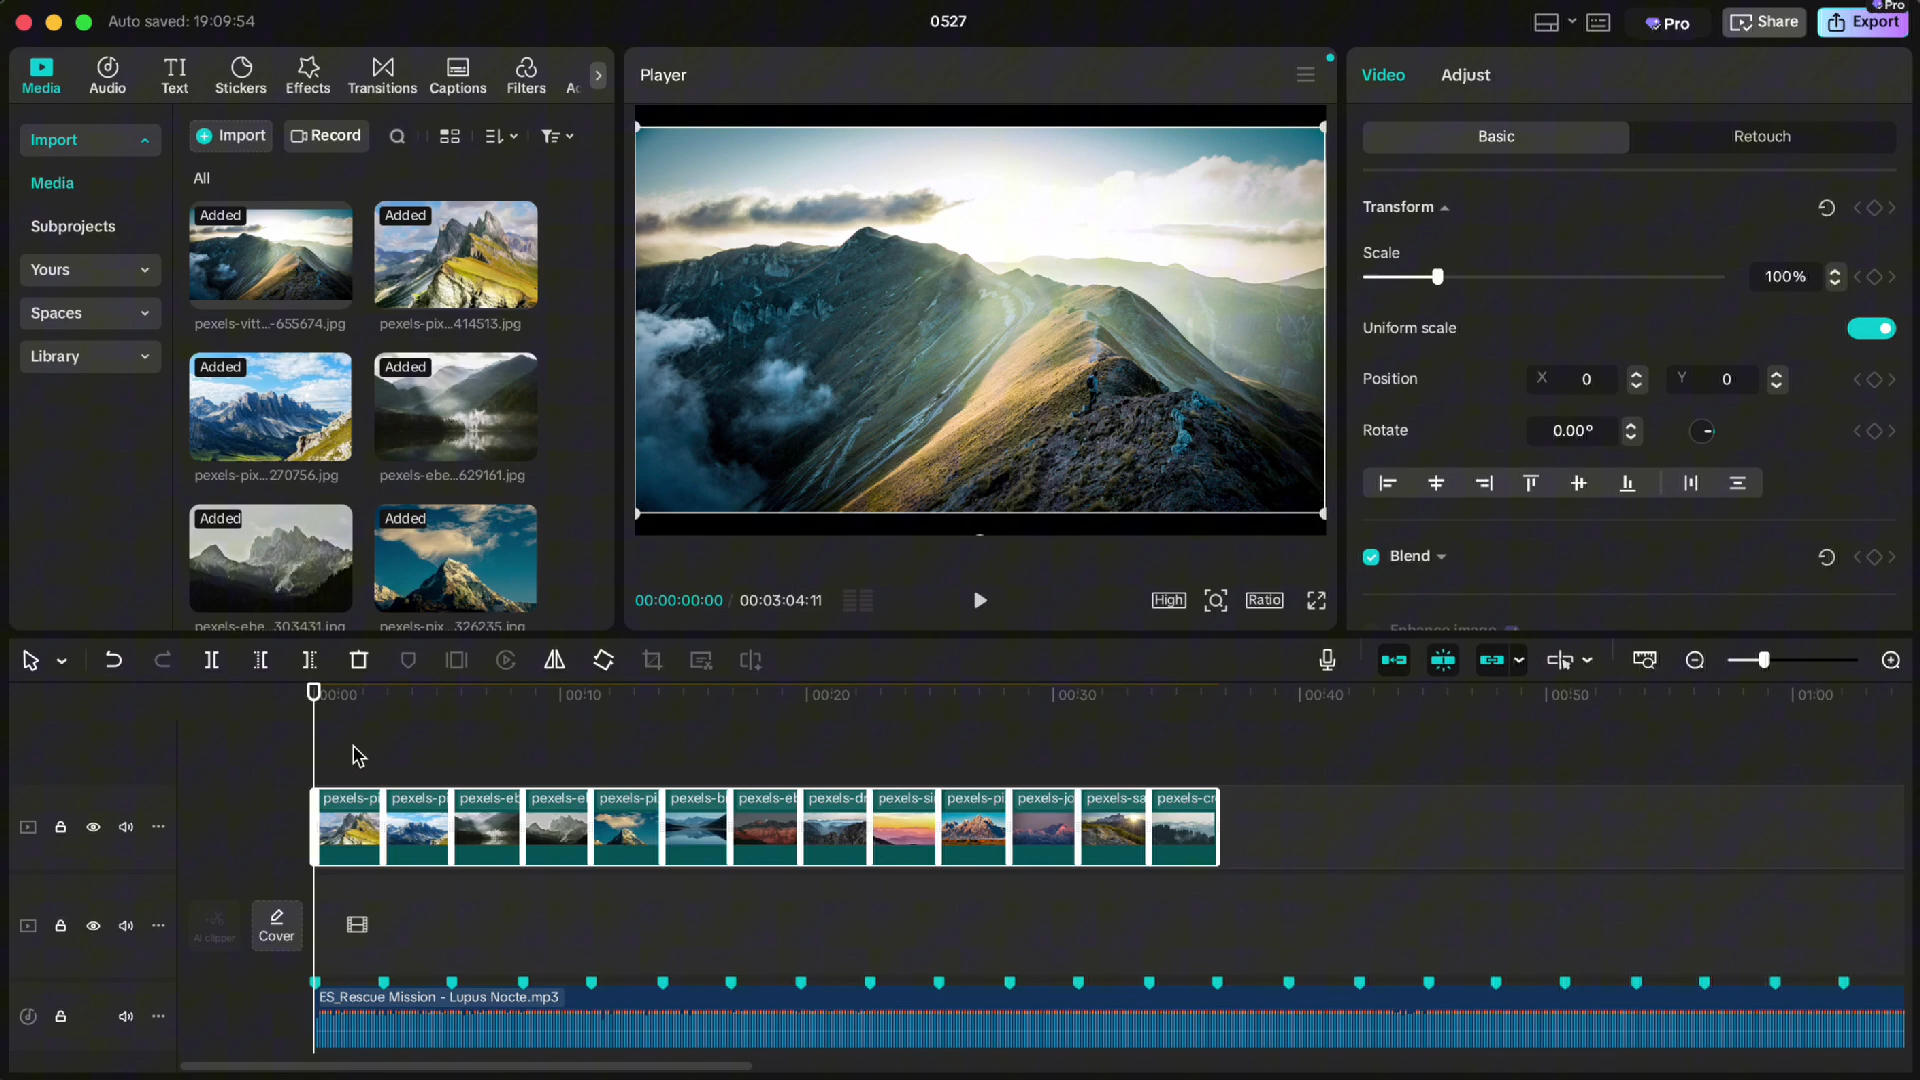 Auto saved: 19:09:54
0527
Pro
Share
Pro
Export
Media
Audio
Text
Stickers
Effects
Transitions
Captions
Filters
Import
Media
Subprojects
Yours
Spaces
Library
Import
Record
All
Added
Added
pexels-vitt...-655674.jpg
pexels-pix...414513.jpg
Added
Added
pexels-pix...270756.jpg
pexels-ebe...629161.jpg
Added
Added
pexels-ebe...303431.jpg
pexels-pix...326235.jpg
Player
00:00:00:00 / 00:03:04:11
High
Ratio
Video
Adjust
Basic
Retouch
Transform
Scale
100%
Uniform scale
Position
X 0
Y 0
Rotate
0.00°
Blend
Enhance image
00:00
00:10
00:20
00:30
00:40
00:50
01:00
pexels-pi
pexels-p
pexels-eb
pexels-e
pexels-pi
pexels-b
pexels-eb
pexels-dr
pexels-si
pexels-pi
pexels-jo
pexels-sa
pexels-cr
AI clipper
Cover
ES_Rescue Mission - Lupus Nocte.mp3